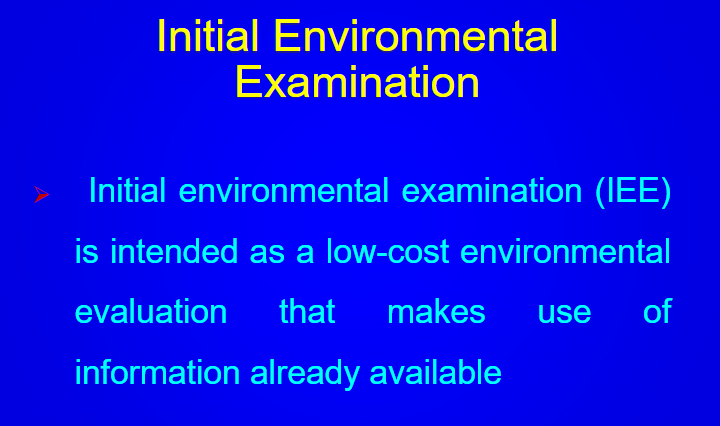 Initial Environmental
Examination
Initial environmental examination (IEE)
is intended as a low-cost environmental
evaluation that makes use of
information already available